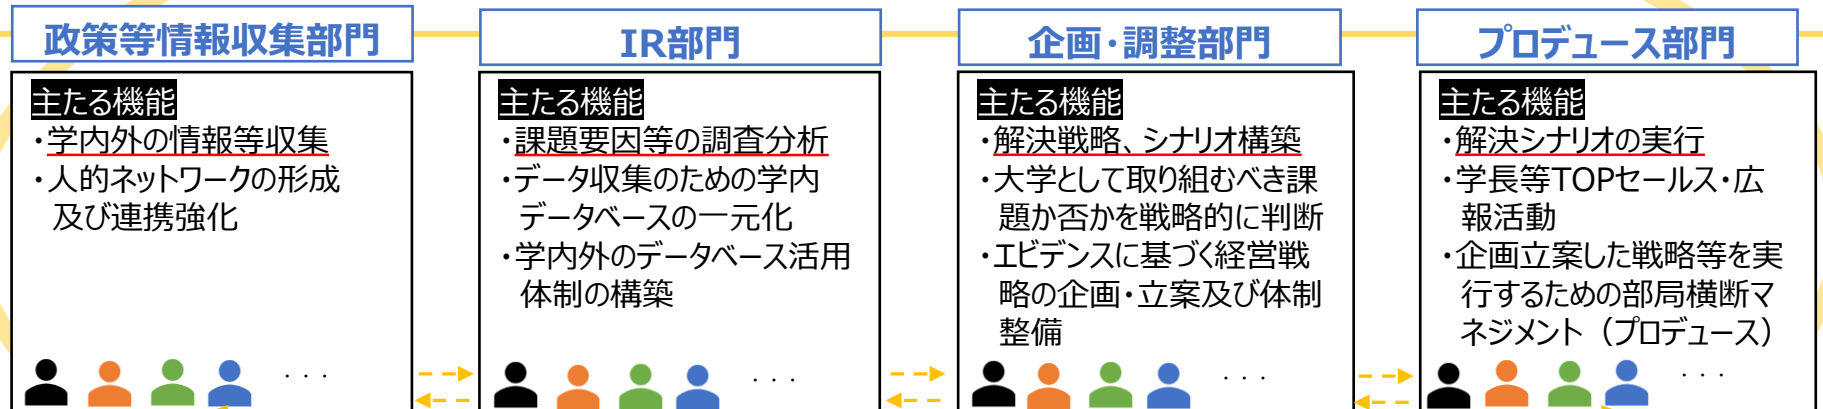 政策等情報収集部門
主たる機能
・学内外の情報等収集
・人的ネットワークの形成
及び連携強化
・・・
IR部門
主たる機能
・課題要因等の調査分析
・データ収集のための学内
データベースの一元化
・学内外のデータベース活用
体制の構築
・・・
企画・調整部門
主たる機能
・解決戦略、シナリオ構築
・大学として取り組むべき課
題か否かを戦略的に判断
・エビデンスに基づく経営戦
略の企画・立案及び体制
整備
・・・
プロデュース部門
主たる機能
・解決シナリオの実行
・学長等TOPセールス・広
報活動
・企画立案した戦略等を実
行するための部局横断マ
ネジメント（プロデュース）
・・・